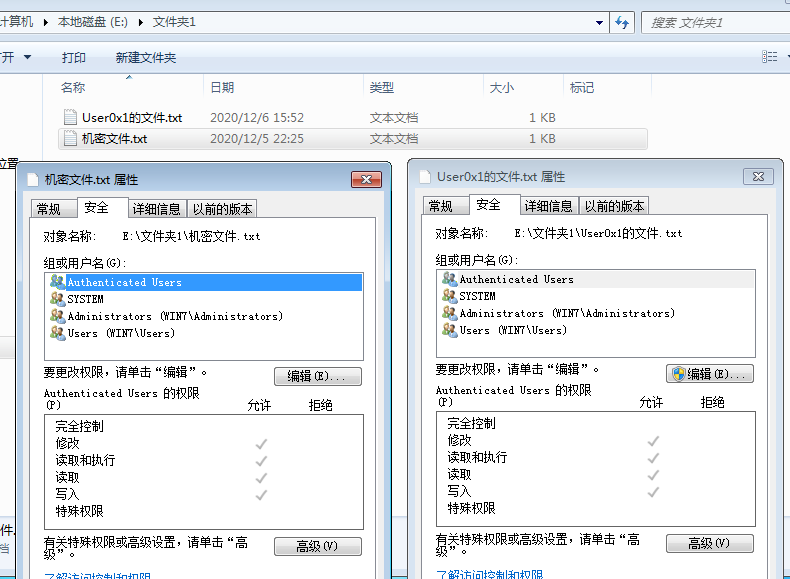 计算机 ▸ 本地磁盘 (E:) ▸ 文件夹1
搜索 文件夹1
打印 新建文件夹
名称 日期 类型 大小 标记
User0x1的文件.txt 2020/12/6 15:52 文本文档 1 KB
机密文件.txt 2020/12/5 22:25 文本文档 1 KB
位置
机密文件.txt 属性
常规 安全 详细信息 以前的版本
对象名称: E:\文件夹1\机密文件.txt
组或用户名(G):
Authenticated Users
SYSTEM
Administrators (WIN7\Administrators)
Users (WIN7\Users)
要更改权限，请单击“编辑”。
编辑(E)...
Authenticated Users 的权限
(P)
允许 拒绝
完全控制
修改
读取和执行
读取
写入
特殊权限
有关特殊权限或高级设置，请单击“高
级”。
高级(V)
了解访问控制和权限
User0x1的文件.txt 属性
常规 安全 详细信息 以前的版本
对象名称: E:\文件夹1\User0x1的文件.txt
组或用户名(G):
Authenticated Users
SYSTEM
Administrators (WIN7\Administrators)
Users (WIN7\Users)
要更改权限，请单击“编辑”。
编辑(E)...
Authenticated Users 的权限
(P)
允许 拒绝
完全控制
修改
读取和执行
读取
写入
特殊权限
有关特殊权限或高级设置，请单击“高
级”。
高级(V)
了解访问控制和权限